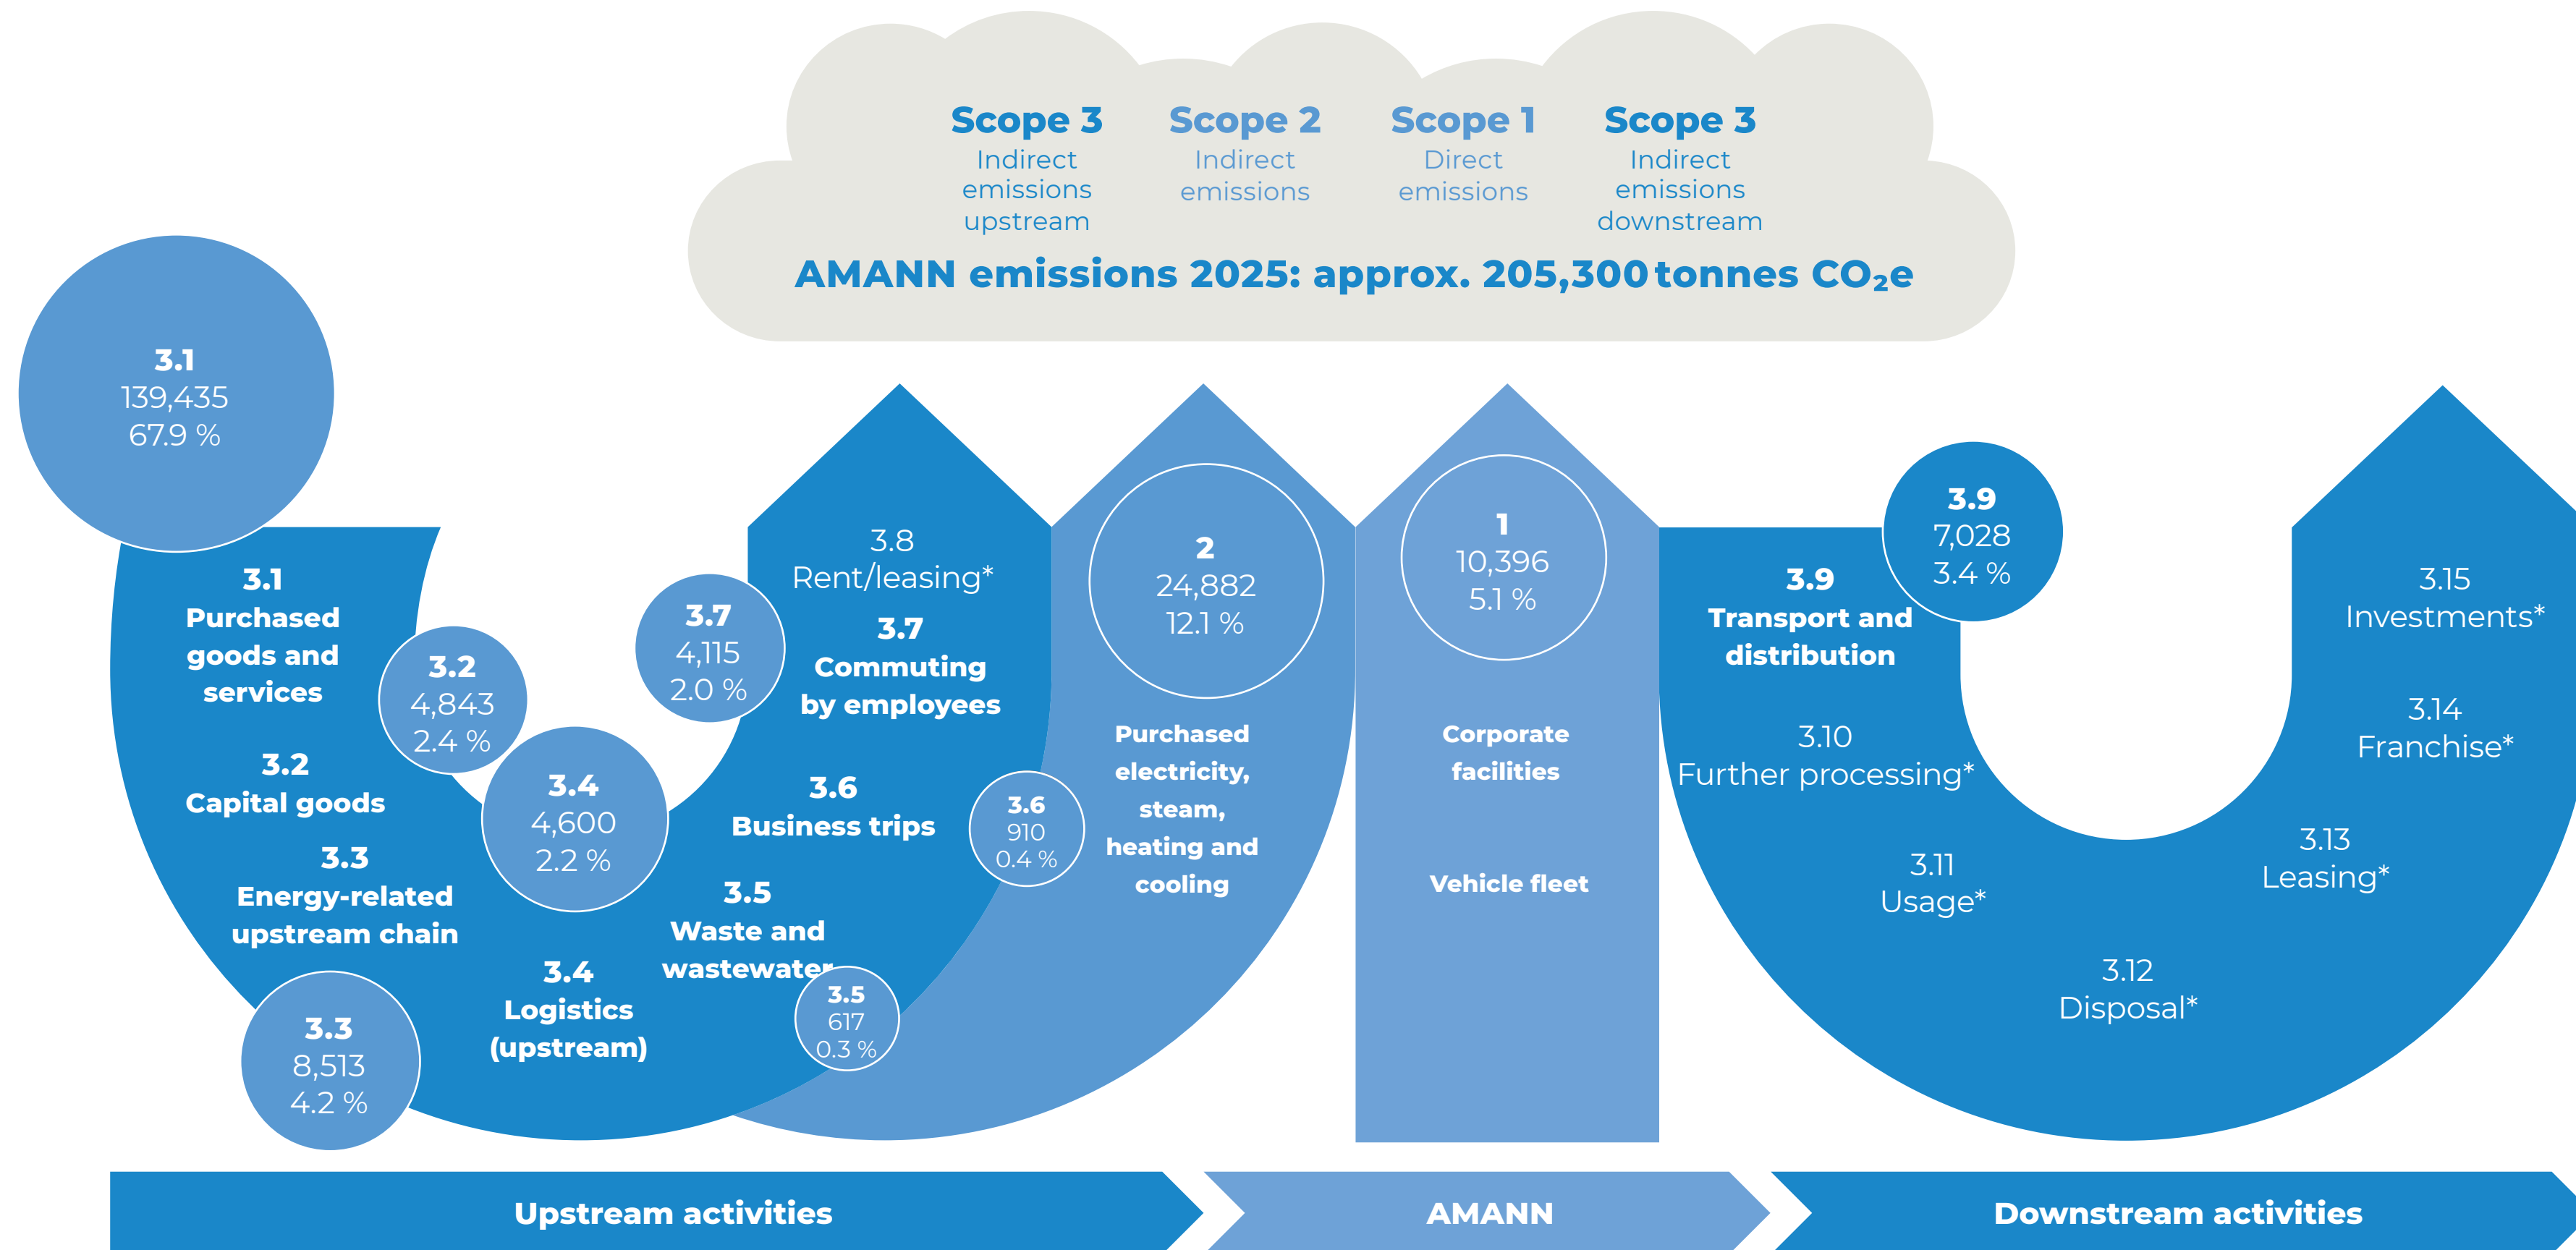 Scope 3
Indirect
emissions
upstream
Scope 2
Indirect
emissions
Scope 1
Direct
emissions
Scope 3
Indirect
emissions
downstream
AMANN emissions 2025: approx. 205,300 tonnes CO₂e
3.1
139,435
67.9 %
3.1
Purchased
goods and
services
3.2
4,843
2.4 %
3.2
Capital goods
3.3
Energy-related
upstream chain
3.3
8,513
4.2 %
3.4
4,600
2.2 %
3.4
Logistics
(upstream)
3.5
Waste and
wastewater
3.5
617
0.3 %
3.6
Business trips
3.6
910
0.4 %
3.7
4,115
2.0 %
3.7
Commuting
by employees
3.8
Rent/leasing*
2
24,882
12.1 %
Purchased
electricity,
steam,
heating and
cooling
1
10,396
5.1 %
Corporate
facilities
Vehicle fleet
3.9
7,028
3.4 %
3.9
Transport and
distribution
3.10
Further processing*
3.11
Usage*
3.12
Disposal*
3.13
Leasing*
3.14
Franchise*
3.15
Investments*
Upstream activities
AMANN
Downstream activities